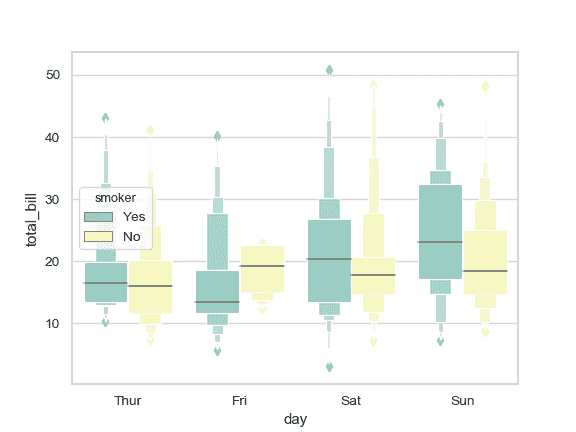 50
40
30
20
10
total_bill
smoker
Yes
No
Thur Fri Sat Sun
day